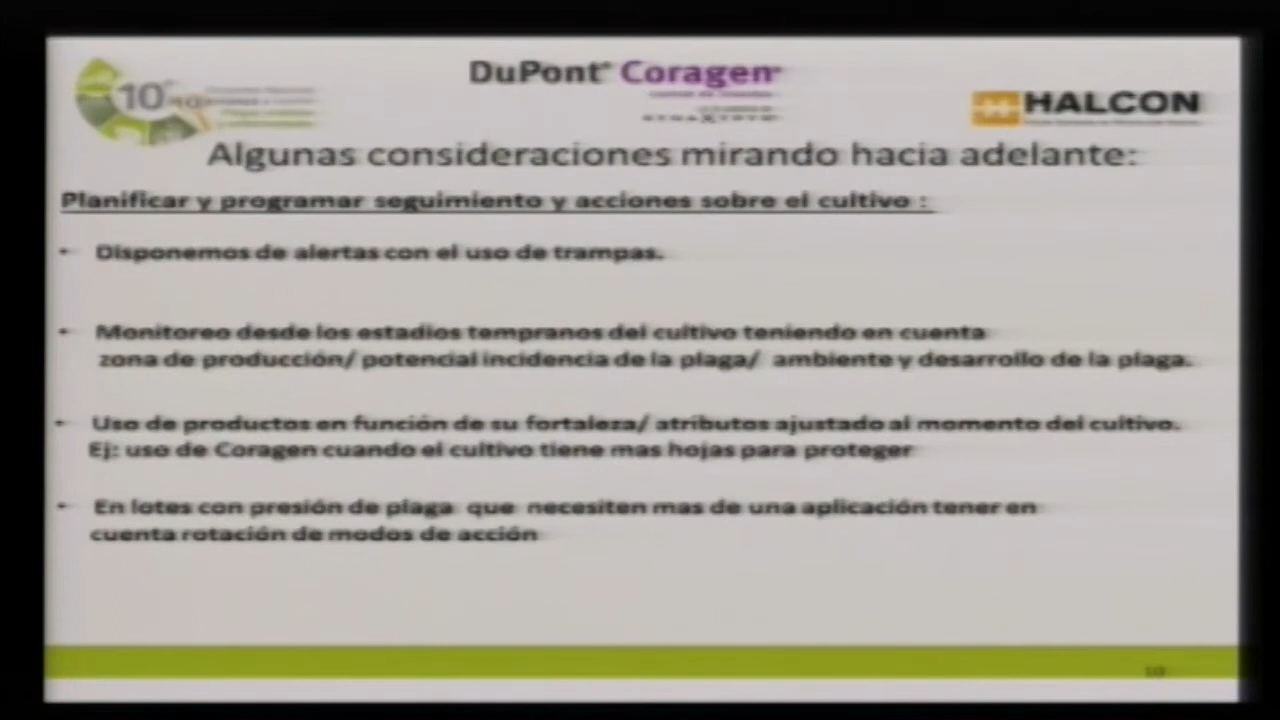 10
DuPont® Coragen®
HALCON
Algunas consideraciones mirando hacia adelante:
Planificar y programar seguimiento y acciones sobre el cultivo :
• Disponemos de alertas con el uso de trampas.
• Monitoreo desde los estadios tempranos del cultivo teniendo en cuenta
zona de producción/ potencial incidencia de la plaga/ ambiente y desarrollo de la plaga.
• Uso de productos en función de su fortaleza/ atributos ajustado al momento del cultivo.
Ej: uso de Coragen cuando el cultivo tiene mas hojas para proteger
• En lotes con presión de plaga que necesiten mas de una aplicación tener en
cuenta rotación de modos de acción